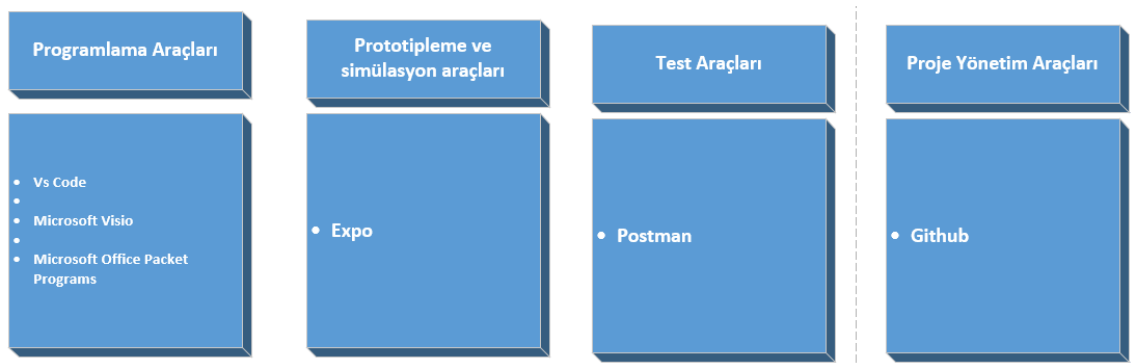 Programlama Araçları
• Vs Code
•
• Microsoft Visio
•
• Microsoft Office Packet
Programs
Prototipleme ve
simülasyon araçları
• Expo
Test Araçları
• Postman
Proje Yönetim Araçları
• Github